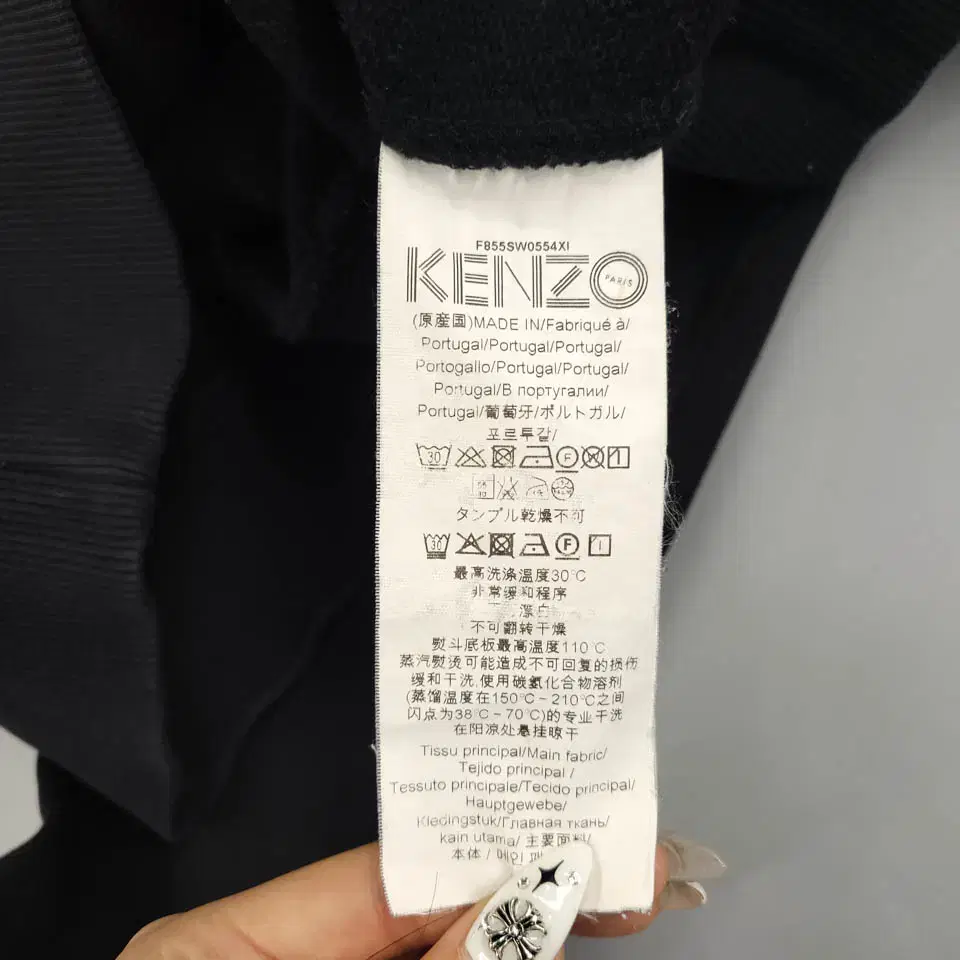 F855SW0554XI
KENZO
PARIS
(原産国)MADE IN/Fabriqué à/
Portugal/Portugal/Portugal/
Portogallo/Portugal/Portugal/
Portugal/В португалии/
Portugal/葡萄牙/ポルトガル/
포르투갈/
30
タンブル乾燥不可
30
最高洗涤温度30°C
非常缓和程序
漂白
不可翻转干燥
熨斗底板最高温度110°C
蒸汽熨烫可能造成不可回复的损伤
缓和干洗,使用碳氢化合物溶剂
(蒸馏温度在150°C~210°C之间
闪点为38°C~70°C)的专业干洗
在阳凉处悬挂晾干
Tissu principal/Main fabric/
Tejido principal /
Tessuto principale/Tecido principal/
Hauptgewebe/
Kledingstuk/Главная ткань/
kain utama/ 主要面料/
本体 / 메인